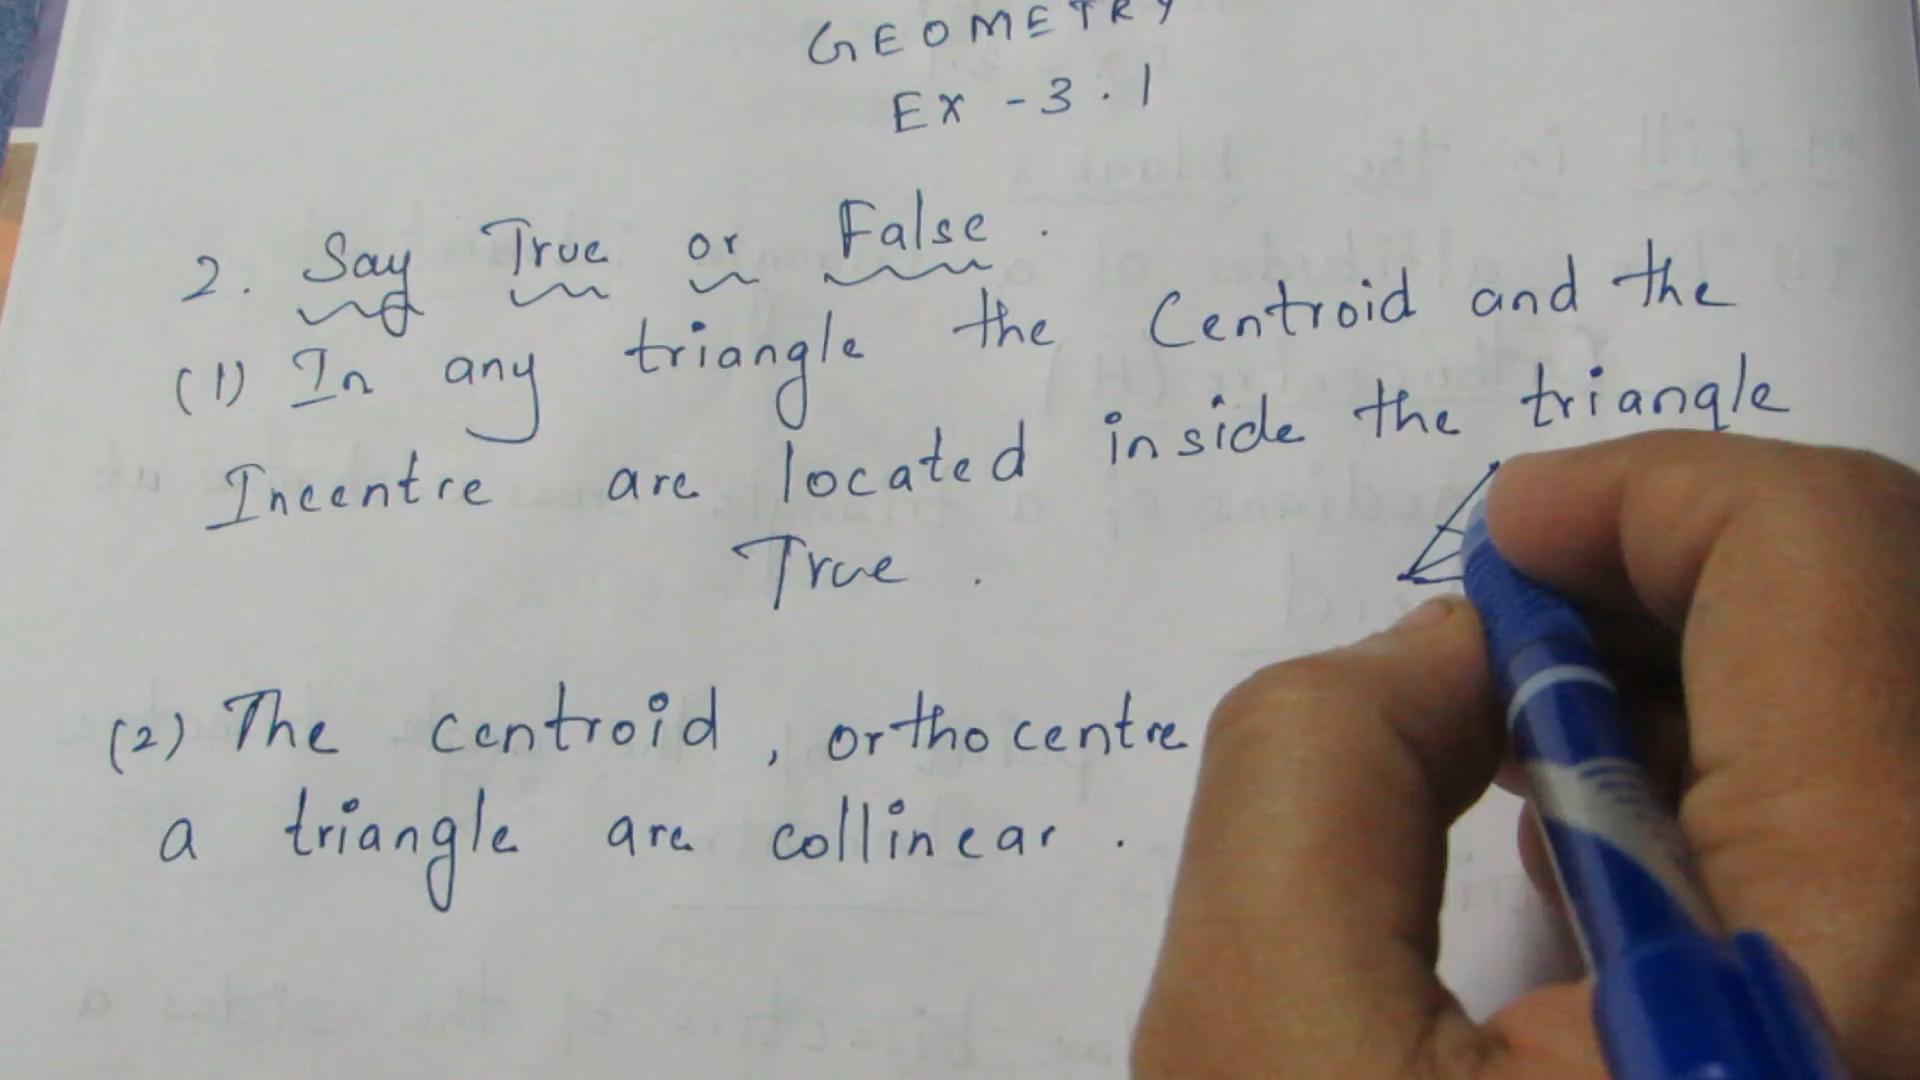 GEOMETRY
EX - 3.1
2. Say True or False.
(1) In any triangle the Centroid and the
Incentre are located inside the triangle
True.
(2) The centroid, orthocentre
a triangle are collinear.